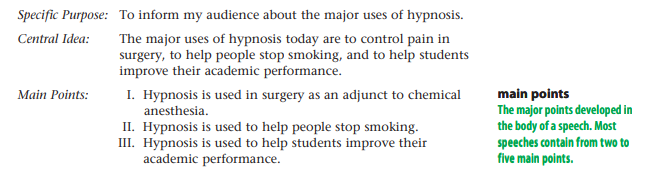 Specific Purpose: To inform my audience about the major uses of hypnosis.
Central Idea: The major uses of hypnosis today are to control pain in
surgery, to help people stop smoking, and to help students
improve their academic performance.
Main Points: I. Hypnosis is used in surgery as an adjunct to chemical
anesthesia.
II. Hypnosis is used to help people stop smoking.
III. Hypnosis is used to help students improve their
academic performance.
main points
The major points developed in
the body of a speech. Most
speeches contain from two to
five main points.